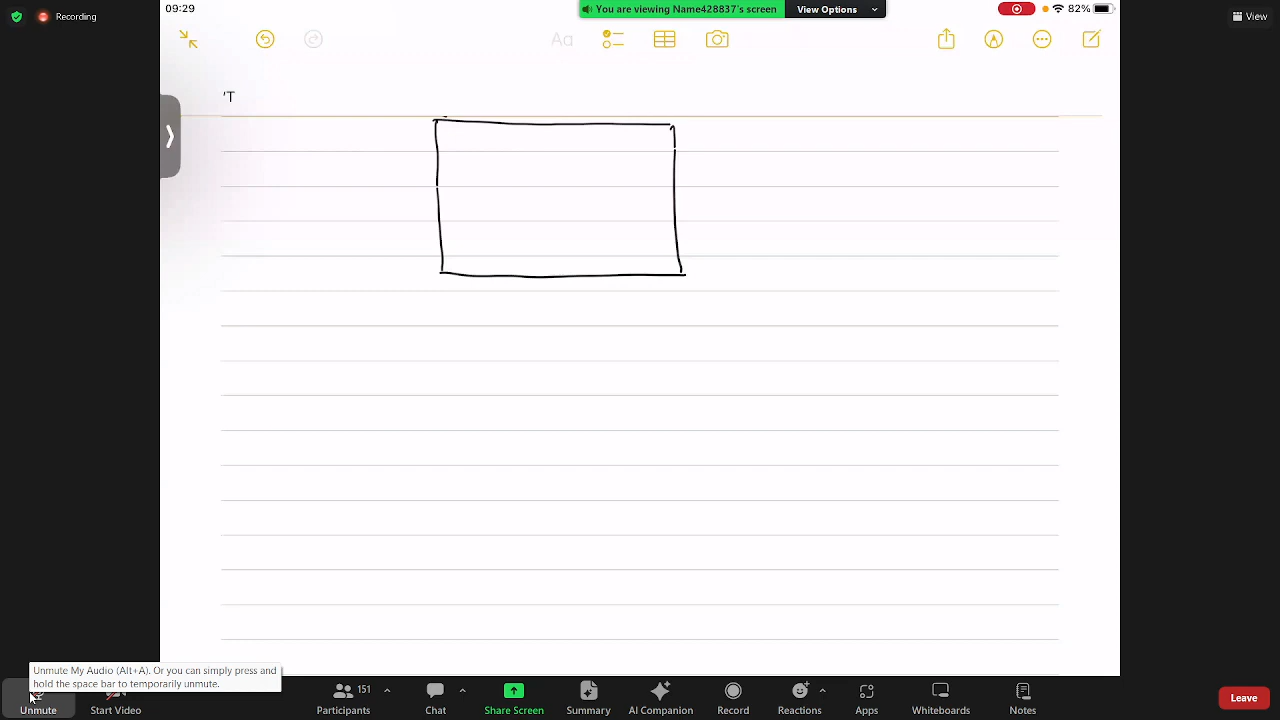 09:29
You are viewing Name428837's screen
View Options
82%
Recording
View
Aa
'T
Unmute My Audio (Alt+A). Or you can simply press and
hold the space bar to temporarily unmute.
Unmute
Start Video
Participants
151
Chat
Share Screen
Summary
AI Companion
Record
Reactions
Apps
Whiteboards
Notes
Leave